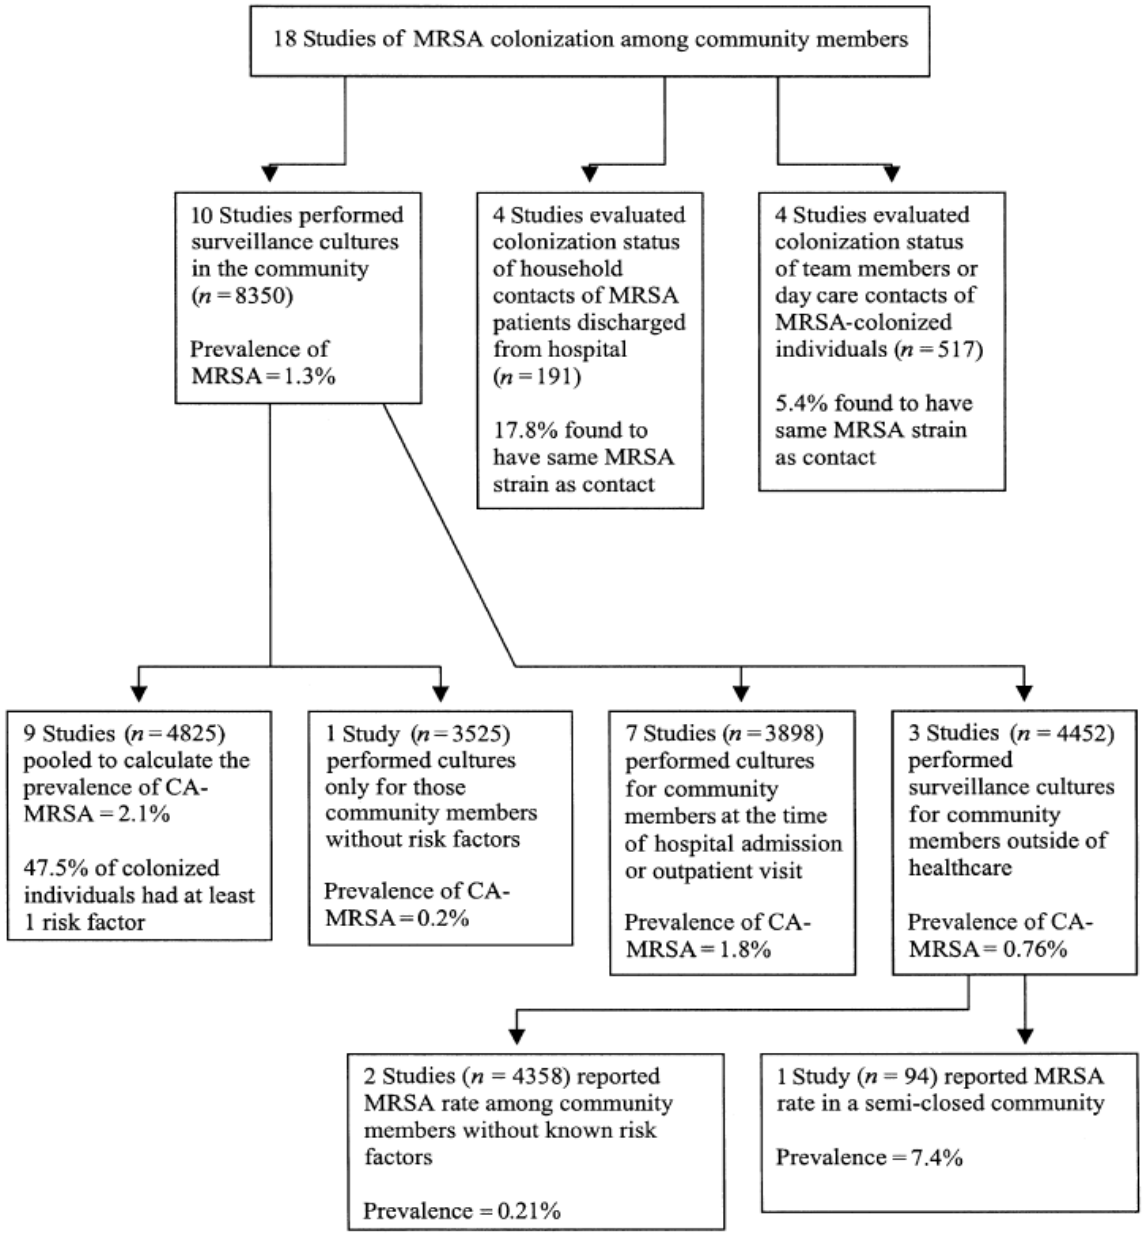 18 Studies of MRSA colonization among community members
10 Studies performed
surveillance cultures
in the community
(n = 8350)
Prevalence of
MRSA = 1.3%
4 Studies evaluated
colonization status
of household
contacts of MRSA
patients discharged
from hospital
(n = 191)
17.8% found to
have same MRSA
strain as contact
4 Studies evaluated
colonization status
of team members or
day care contacts of
MRSA-colonized
individuals (n = 517)
5.4% found to have
same MRSA strain
as contact
9 Studies (n = 4825)
pooled to calculate the
prevalence of CA-
MRSA = 2.1%
47.5% of colonized
individuals had at least
1 risk factor
1 Study (n = 3525)
performed cultures
only for those
community members
without risk factors
Prevalence of CA-
MRSA = 0.2%
7 Studies (n = 3898)
performed cultures
for community
members at the time
of hospital admission
or outpatient visit
Prevalence of CA-
MRSA = 1.8%
3 Studies (n = 4452)
performed
surveillance cultures
for community
members outside of
healthcare
Prevalence of CA-
MRSA = 0.76%
2 Studies (n = 4358) reported
MRSA rate among community
members without known risk
factors
Prevalence = 0.21%
1 Study (n = 94) reported MRSA
rate in a semi-closed community
Prevalence = 7.4%